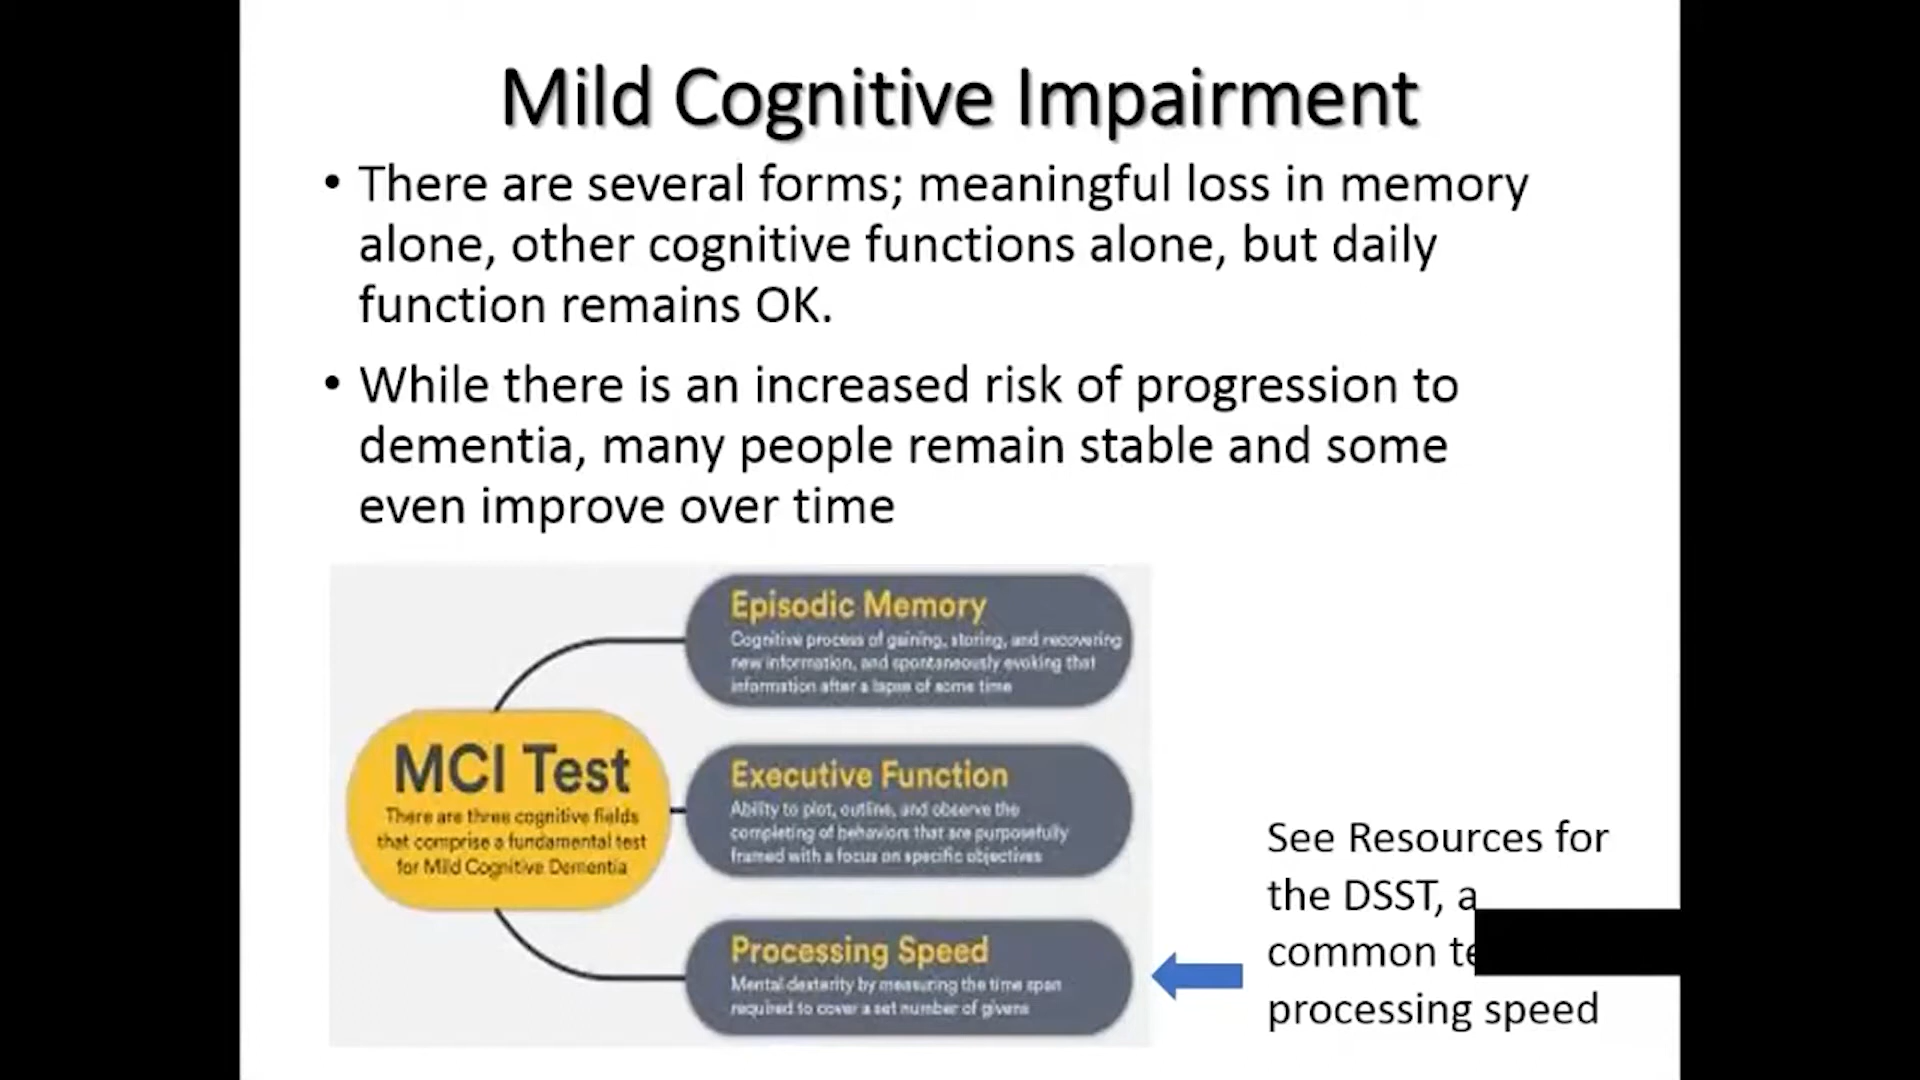 Mild Cognitive Impairment
• There are several forms; meaningful loss in memory
alone, other cognitive functions alone, but daily
function remains OK.
• While there is an increased risk of progression to
dementia, many people remain stable and some
even improve over time
Episodic Memory
Cognitive process of gaining, storing, and recovering
new information, and spontaneously evoking that
information after a lapse of some time
MCI Test
There are three cognitive fields
that comprise a fundamental test
for Mild Cognitive Dementia
Executive Function
Ability to plot, outline, and observe the
completing of behaviors that are purposefully
framed with a focus on specific objectives
Processing Speed
Mental dexterity by measuring the time span
required to cover a set number of givens
See Resources for
the DSST, a
common
processing speed